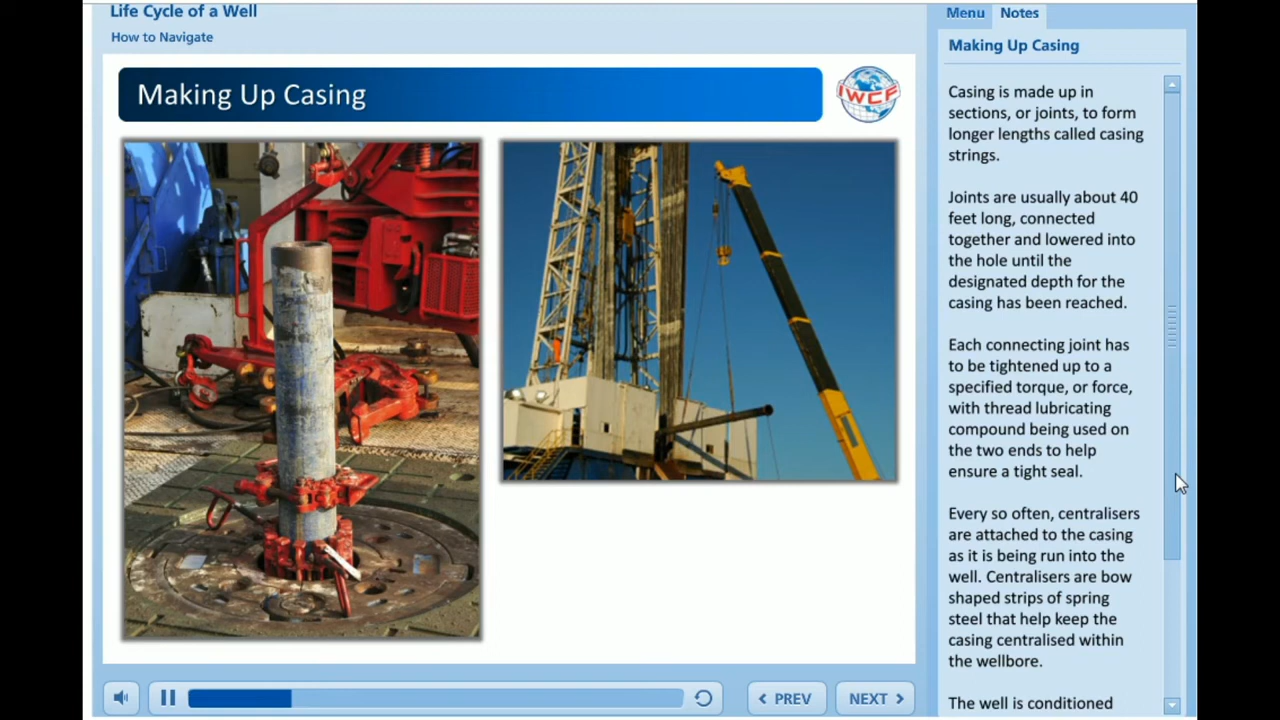 Life Cycle of a Well
How to Navigate
Making Up Casing
IWCF
Menu Notes
Making Up Casing
Casing is made up in
sections, or joints, to form
longer lengths called casing
strings.
Joints are usually about 40
feet long, connected
together and lowered into
the hole until the
designated depth for the
casing has been reached.
Each connecting joint has
to be tightened up to a
specified torque, or force,
with thread lubricating
compound being used on
the two ends to help
ensure a tight seal.
Every so often, centralisers
are attached to the casing
as it is being run into the
well. Centralisers are bow
shaped strips of spring
steel that help keep the
casing centralised within
the wellbore.
The well is conditioned
PREV NEXT